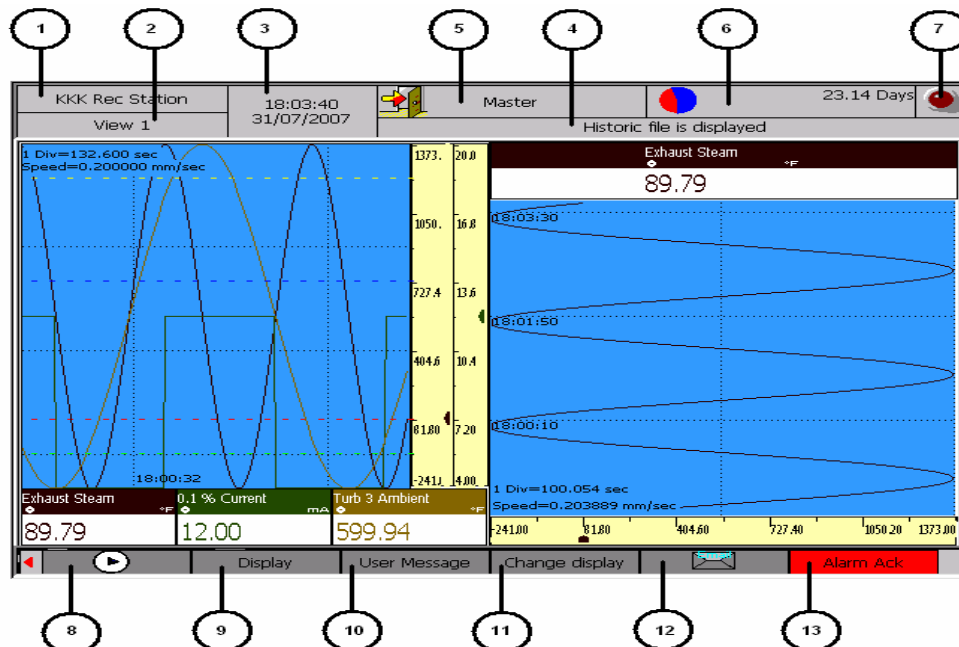 1
2
3
5
4
6
7
KKK Rec Station
View 1
18:03:40
31/07/2007
Master
23.14 Days
Historic file is displayed
1 Div=132.600 sec
Speed=0.200000 mm/sec
1373.
20.0
1050.
16.8
727.4
13.6
404.6
10.4
81.80
7.20
-241.
4.00
18:00:32
Exhaust Steam
°F
89.79
0.1 % Current
mA
12.00
Turb 3 Ambient
°F
599.94
Exhaust Steam
°F
89.79
18:03:30
18:01:50
18:00:10
1 Div=100.054 sec
Speed=0.203889 mm/sec
-241.00
81.80
404.60
727.40
1050.20
1373.00
Display
User Message
Change display
Alarm Ack
8
9
10
11
12
13